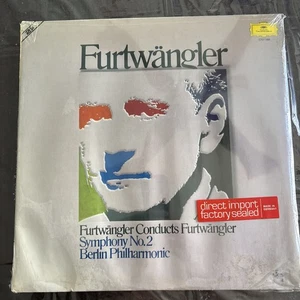 Furtwängler
Furtwängler Conducts Furtwängler
Symphony No.2
Berlin Philharmonic
direct import
factory sealed